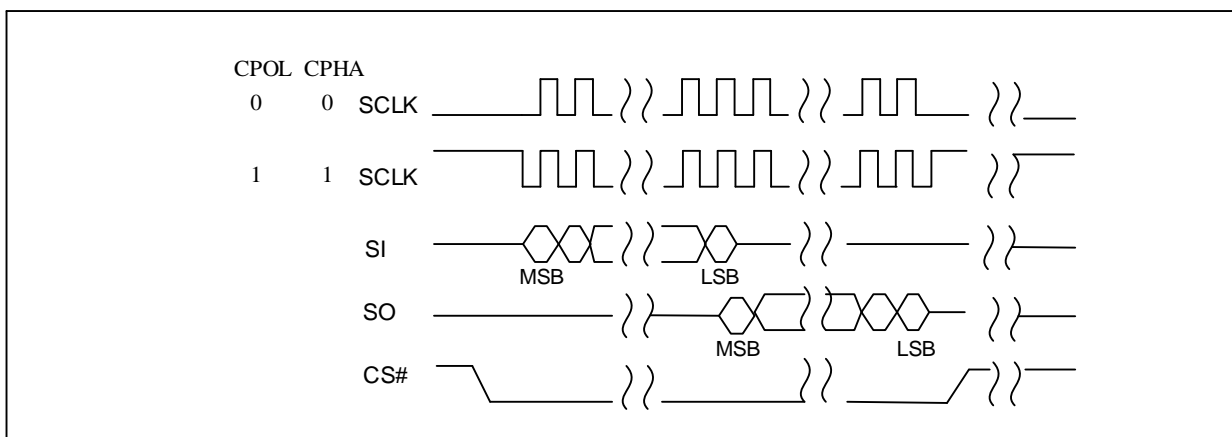 CPOL CPHA
0 0 SCLK
1 1 SCLK
SI
MSB LSB
SO
MSB LSB
CS#